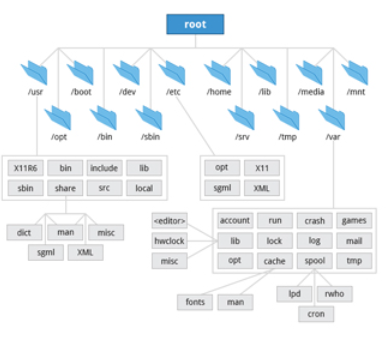 root
/usr /boot /dev /etc /home /lib /media /mnt
/opt /bin /sbin /srv /tmp /var
X11R6 bin include lib
sbin share src local
opt X11
sgml XML
dict man misc
sgml XML
<editor> account run crash games
hwclock lib lock log mail
misc opt cache spool tmp
fonts man lpd rwho
cron